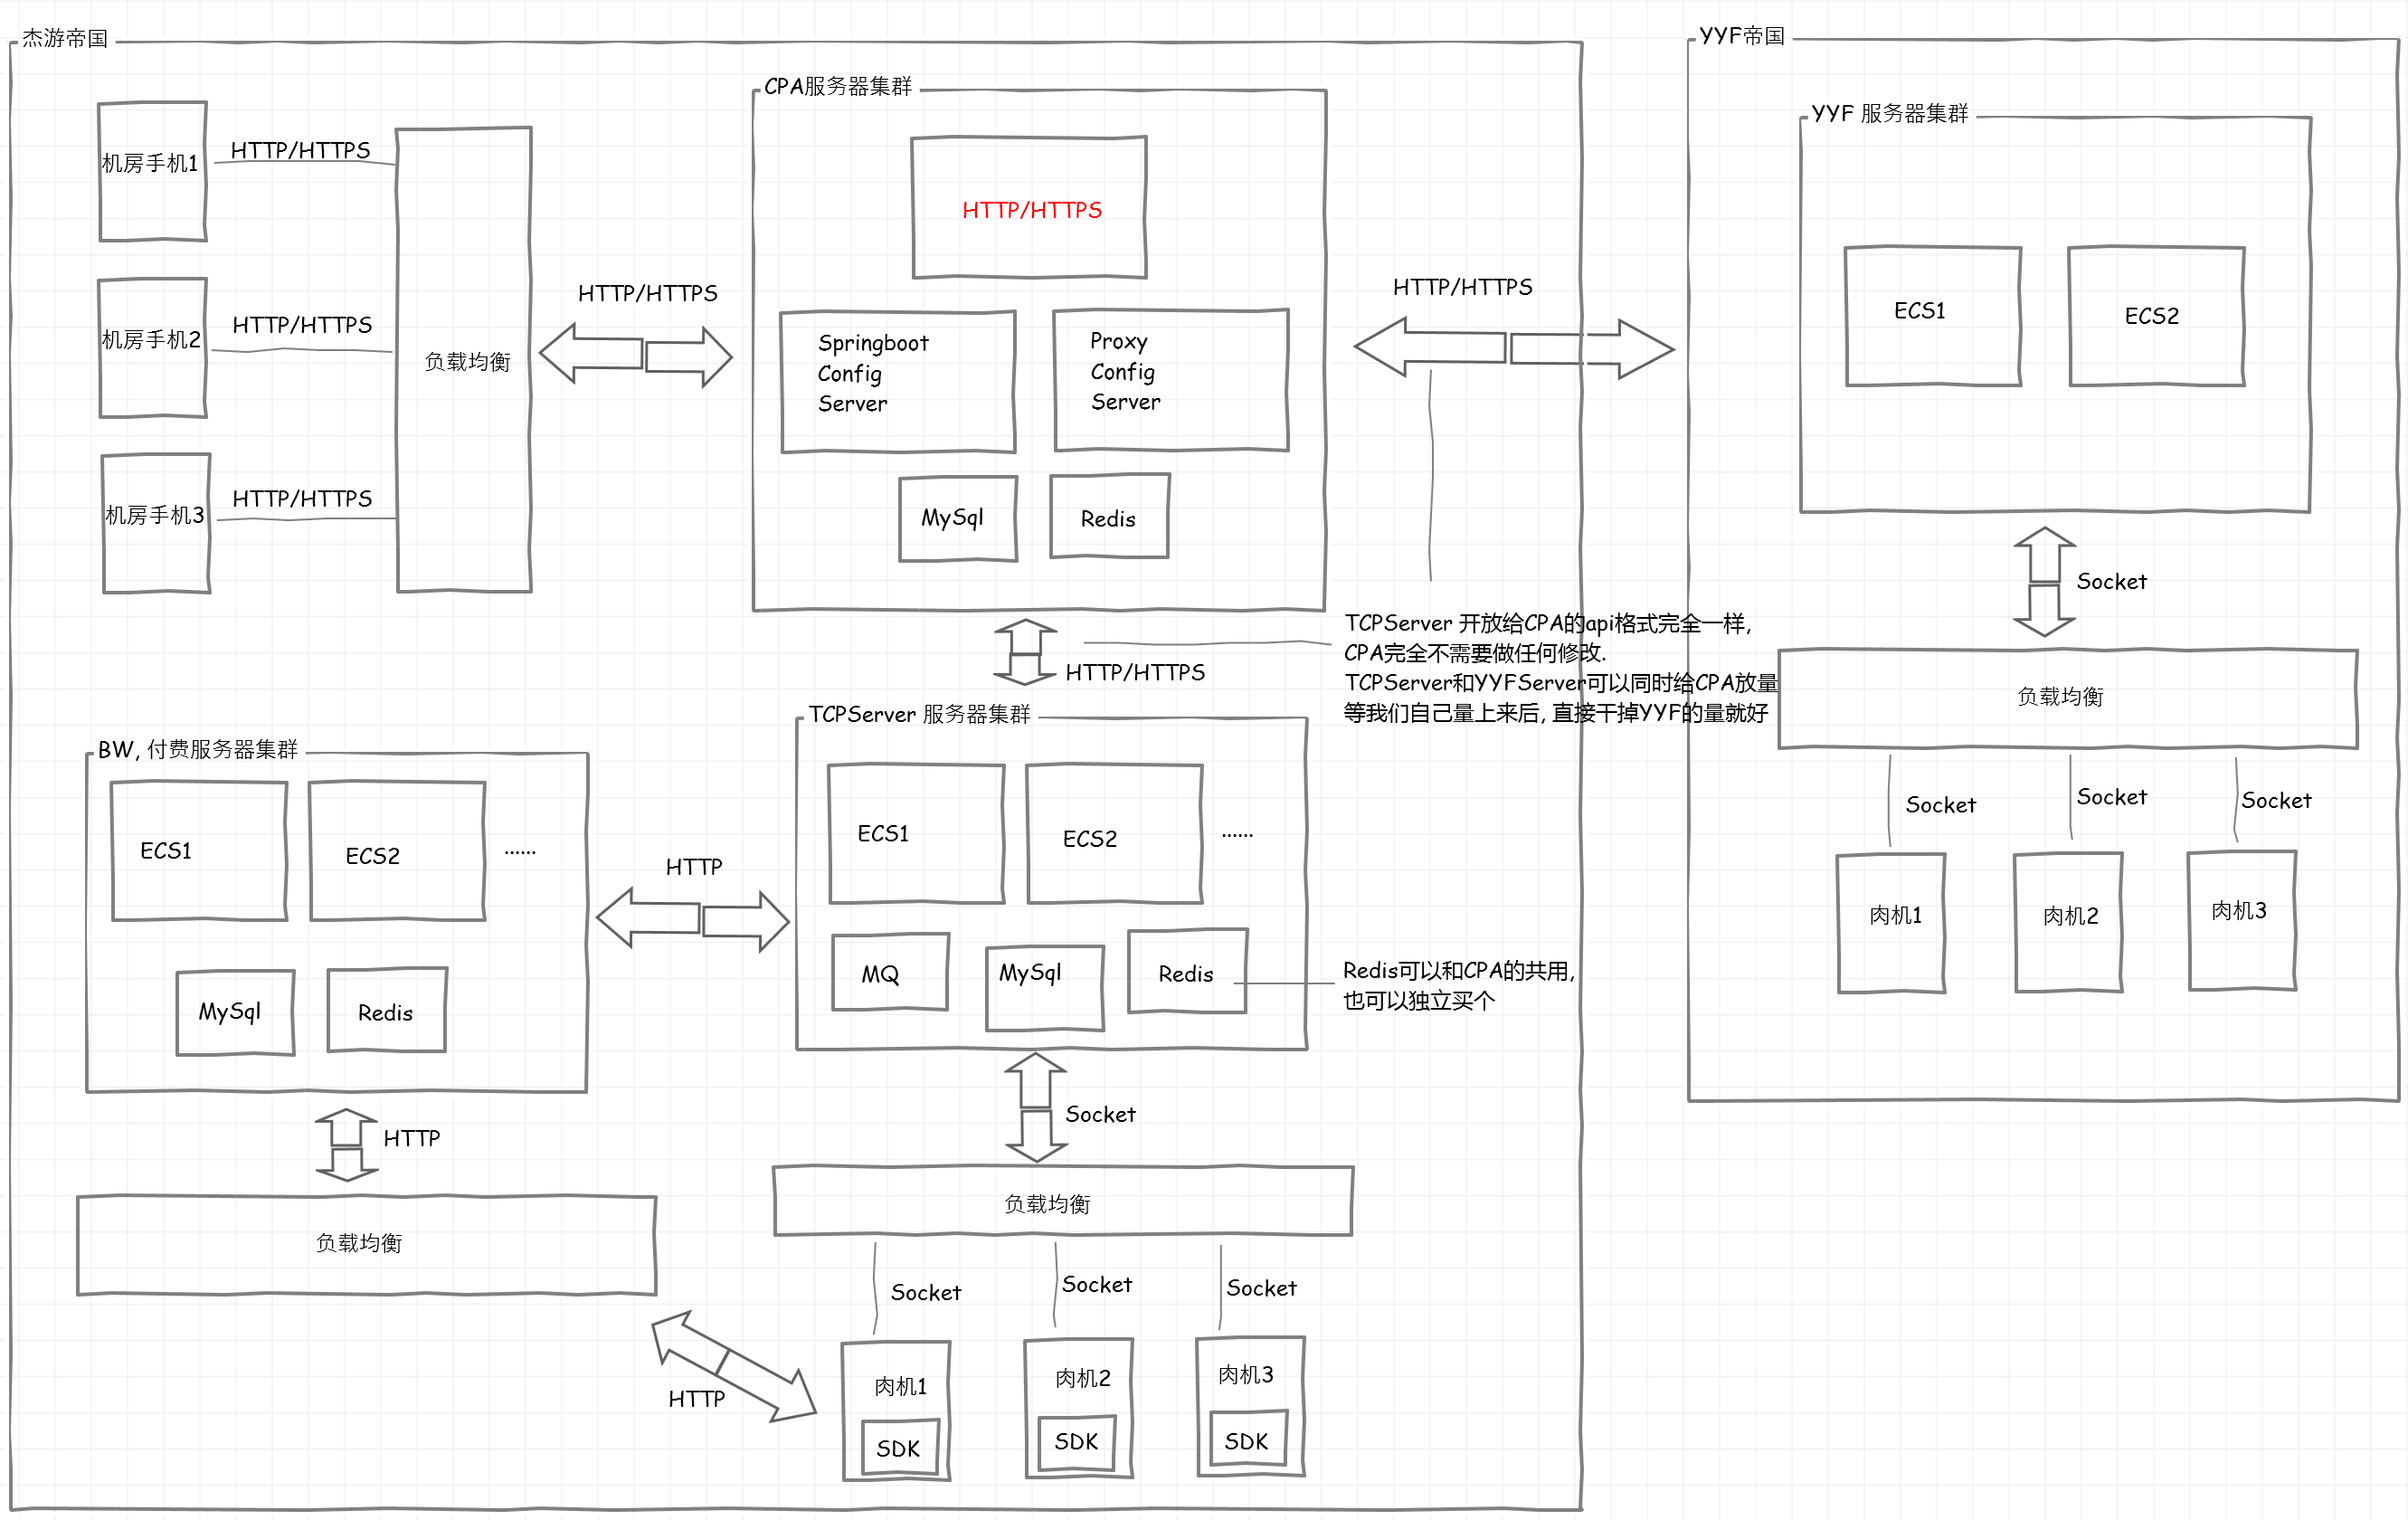 杰游帝国
YYF帝国
CPA服务器集群
YYF 服务器集群
机房手机1
HTTP/HTTPS
机房手机2
HTTP/HTTPS
机房手机3
HTTP/HTTPS
负载均衡
HTTP/HTTPS
HTTP/HTTPS
Springboot
Config
Server
Proxy
Config
Server
MySql
Redis
HTTP/HTTPS
ECS1
ECS2
Socket
HTTP/HTTPS
TCPServer 开放给CPA的api格式完全一样,
CPA完全不需要做任何修改.
TCPServer和YYFServer可以同时给CPA放量
等我们自己量上来后, 直接干掉YYF的量就好
负载均衡
Socket
Socket
Socket
肉机1
肉机2
肉机3
BW, 付费服务器集群
ECS1
ECS2
......
MySql
Redis
HTTP
TCPServer 服务器集群
ECS1
ECS2
......
MQ
MySql
Redis
Redis可以和CPA的共用,
也可以独立买个
HTTP
Socket
负载均衡
负载均衡
HTTP
Socket
Socket
Socket
肉机1
SDK
肉机2
SDK
肉机3
SDK